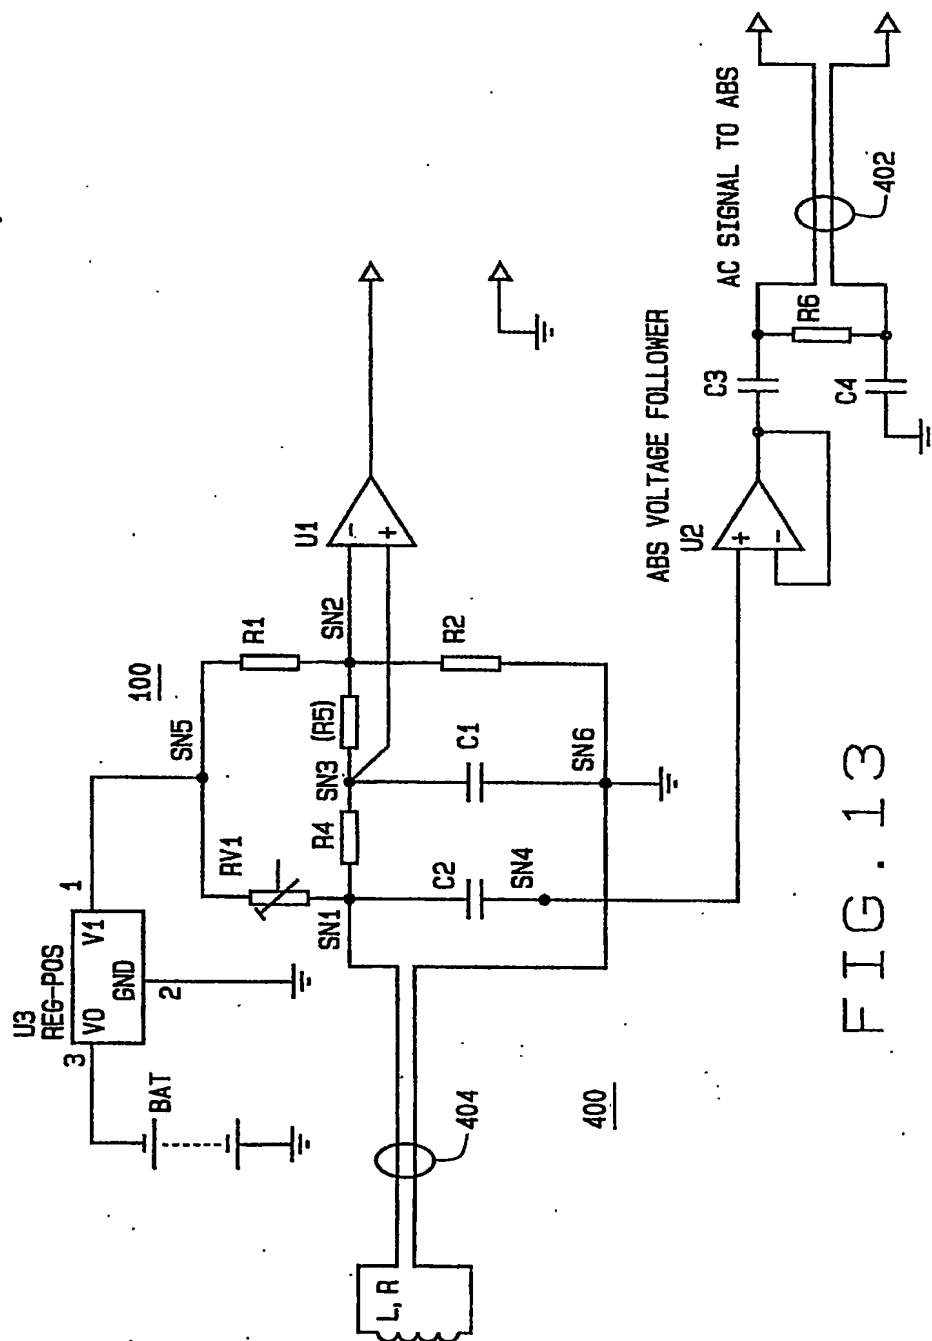 U3
REG-POS
3
V0
V1
1
GND
2
BAT
100
SN5
RV1
R1
SN1
R4
SN3
(R5)
SN2
U1
-
+
C2
C1
R2
SN4
SN6
L, R
404
400
ABS VOLTAGE FOLLOWER
U2
+
-
C3
R6
C4
AC SIGNAL TO ABS
402
FIG. 13